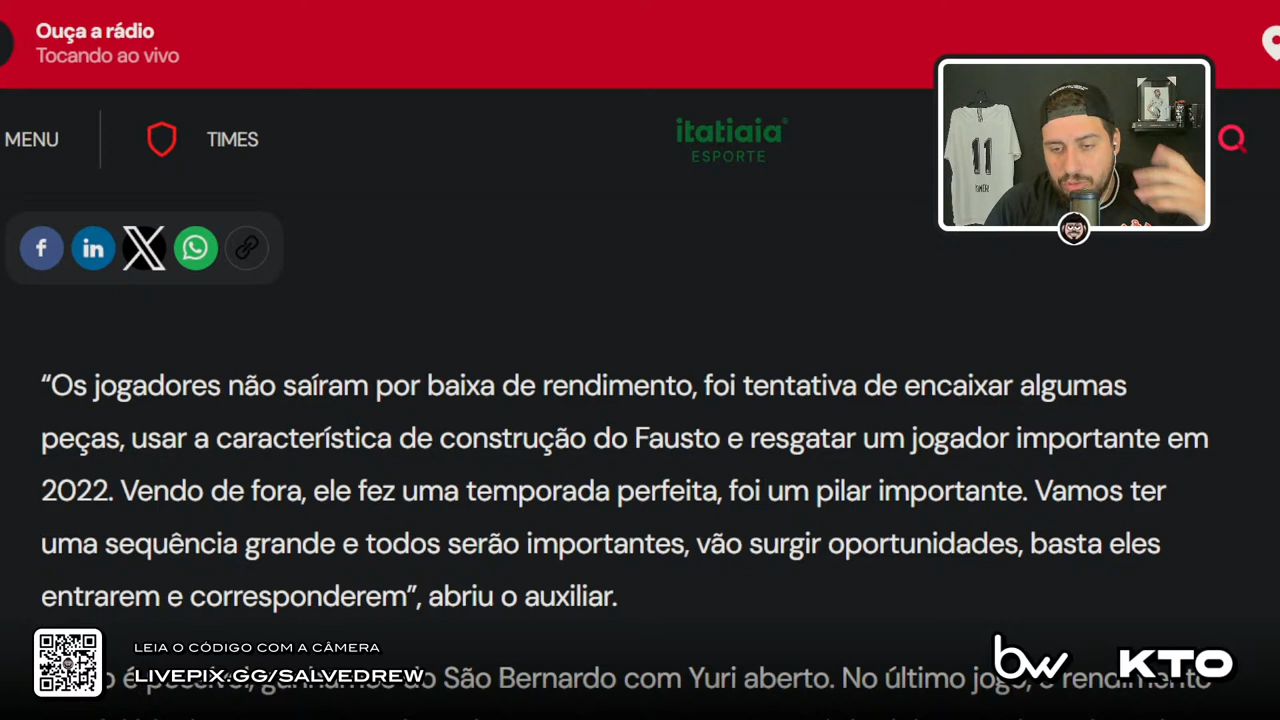 Ouça a rádio
Tocando ao vivo
MENU
TIMES
itatiaia
ESPORTE
11
“Os jogadores não saíram por baixa de rendimento, foi tentativa de encaixar algumas
peças, usar a característica de construção do Fausto e resgatar um jogador importante em
2022. Vendo de fora, ele fez uma temporada perfeita, foi um pilar importante. Vamos ter
uma sequência grande e todos serão importantes, vão surgir oportunidades, basta eles
entrarem e corresponderem”, abriu o auxiliar.
LEIA O CÓDIGO COM A CÂMERA
LIVEPIX.GG/SALVEDREW
do São Bernardo com Yuri aberto. No último jogo, o rendimento
bw
KTO